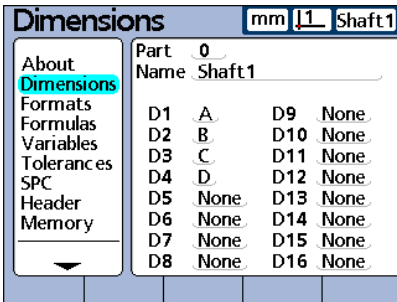 Dimensions mm 1 Shaft1
About
Dimensions
Formats
Formulas
Variables
Tolerances
SPC
Header
Memory
Part 0
Name Shaft1
D1 A D9 None
D2 B D10 None
D3 C D11 None
D4 D D12 None
D5 None D13 None
D6 None D14 None
D7 None D15 None
D8 None D16 None